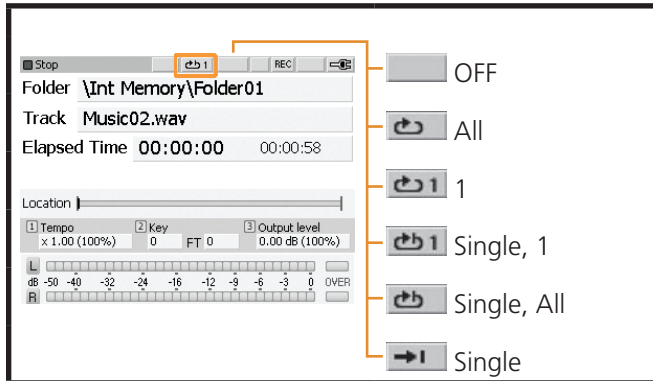 Stop 1 REC
Folder \Int Memory\Folder01
Track Music02.wav
Elapsed Time 00:00:00 00:00:58
Location
1 Tempo 2 Key 3 Output level
x 1.00 (100%) 0 FT 0 0.00 dB (100%)
L
dB -50 -40 -32 -24 -16 -12 -9 -6 -3 0 OVER
R
OFF
All
1 1
1 Single, 1
Single, All
Single